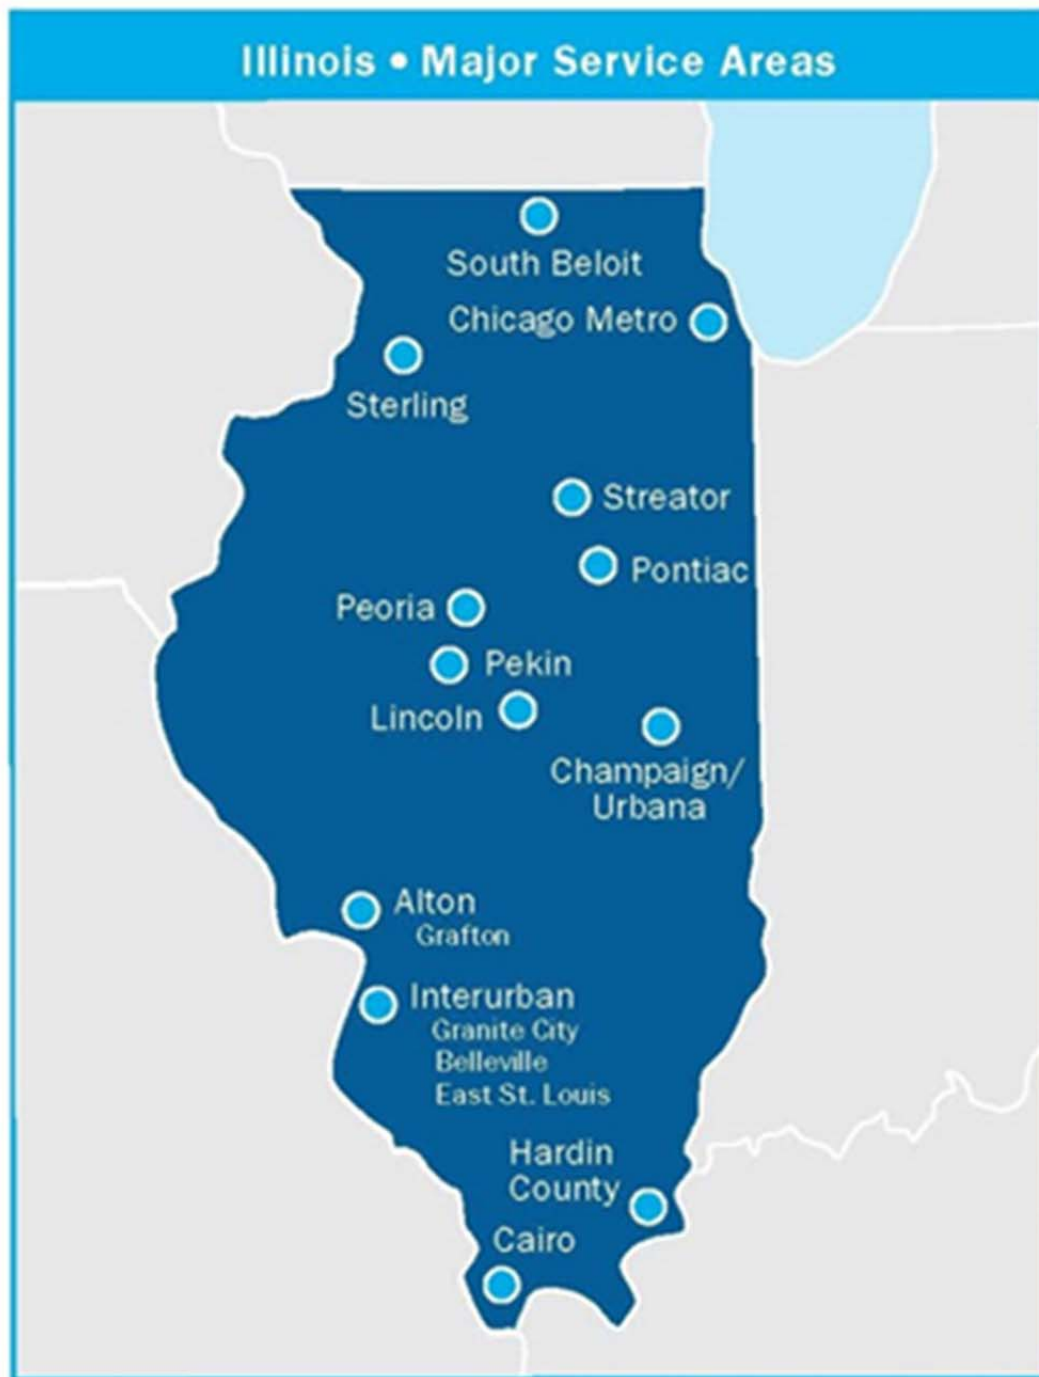 Illinois • Major Service Areas
South Beloit
Chicago Metro
Sterling
Streator
Pontiac
Peoria
Pekin
Lincoln
Champaign/
Urbana
Alton
Grafton
Interurban
Granite City
Belleville
East St. Louis
Hardin
County
Cairo